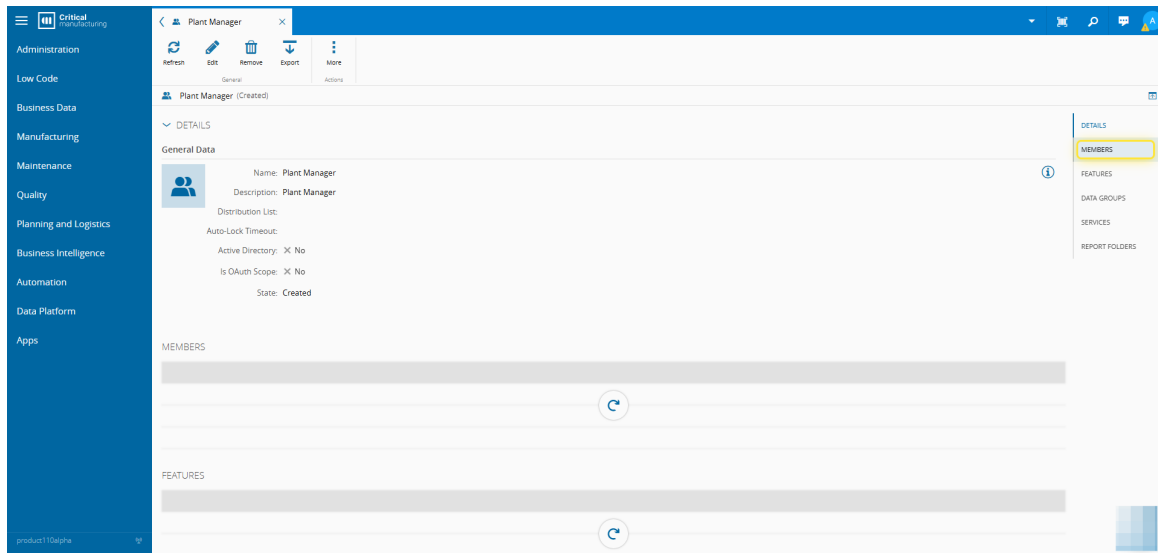 Critical
manufacturing
Plant Manager
A
Administration
Low Code
Business Data
Manufacturing
Maintenance
Quality
Planning and Logistics
Business Intelligence
Automation
Data Platform
Apps
product110alpha
Refresh
Edit
Remove
Export
More
General
Actions
Plant Manager (Created)
DETAILS
General Data
Name: Plant Manager
Description: Plant Manager
Distribution List:
Auto-Lock Timeout:
Active Directory: No
Is OAuth Scope: No
State: Created
MEMBERS
FEATURES
DETAILS
MEMBERS
FEATURES
DATA GROUPS
SERVICES
REPORT FOLDERS